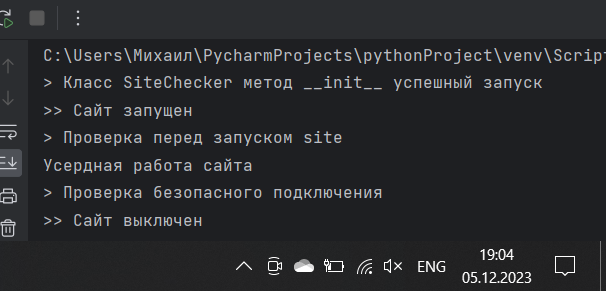 C:\Users\Михаил\PycharmProjects\pythonProject\venv\Script
> Класс SiteChecker метод __init__ успешный запуск
>> Сайт запущен
> Проверка перед запуском site
Усердная работа сайта
> Проверка безопасного подключения
>> Сайт выключен
ENG
19:04
05.12.2023